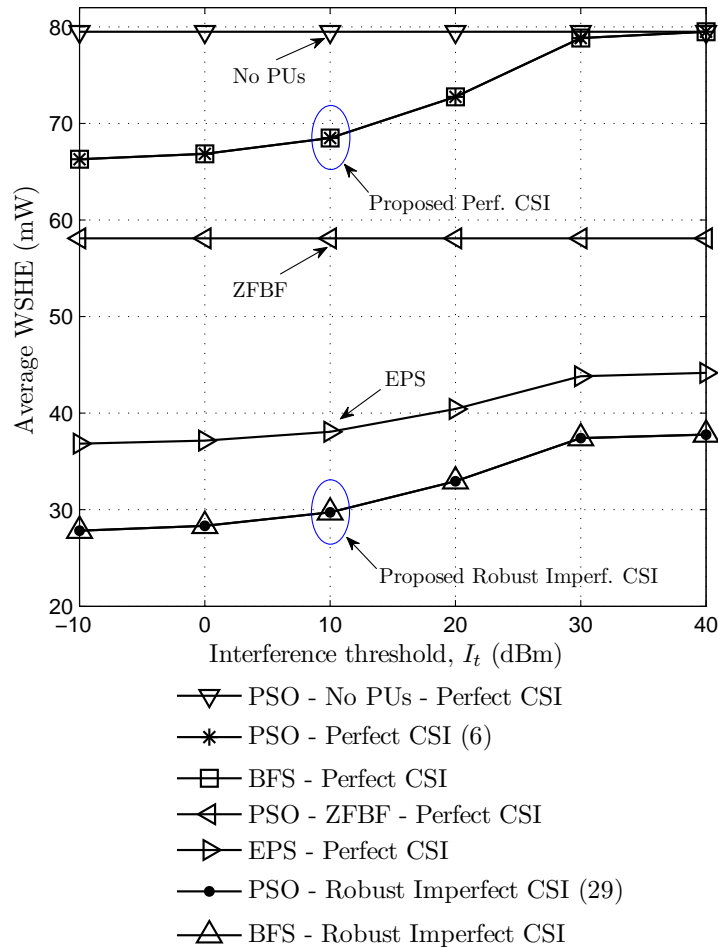 80
70
60
50
40
30
20
Average WSHE (mW)
No PUs
Proposed Perf. CSI
ZFBF
EPS
Proposed Robust Imperf. CSI
−10 0 10 20 30 40
Interference threshold, I_t (dBm)
PSO - No PUs - Perfect CSI
PSO - Perfect CSI (6)
BFS - Perfect CSI
PSO - ZFBF - Perfect CSI
EPS - Perfect CSI
PSO - Robust Imperfect CSI (29)
BFS - Robust Imperfect CSI